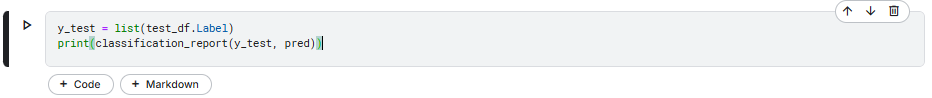 y_test = list(test_df.Label)
print(classification_report(y_test, pred))
+ Code + Markdown